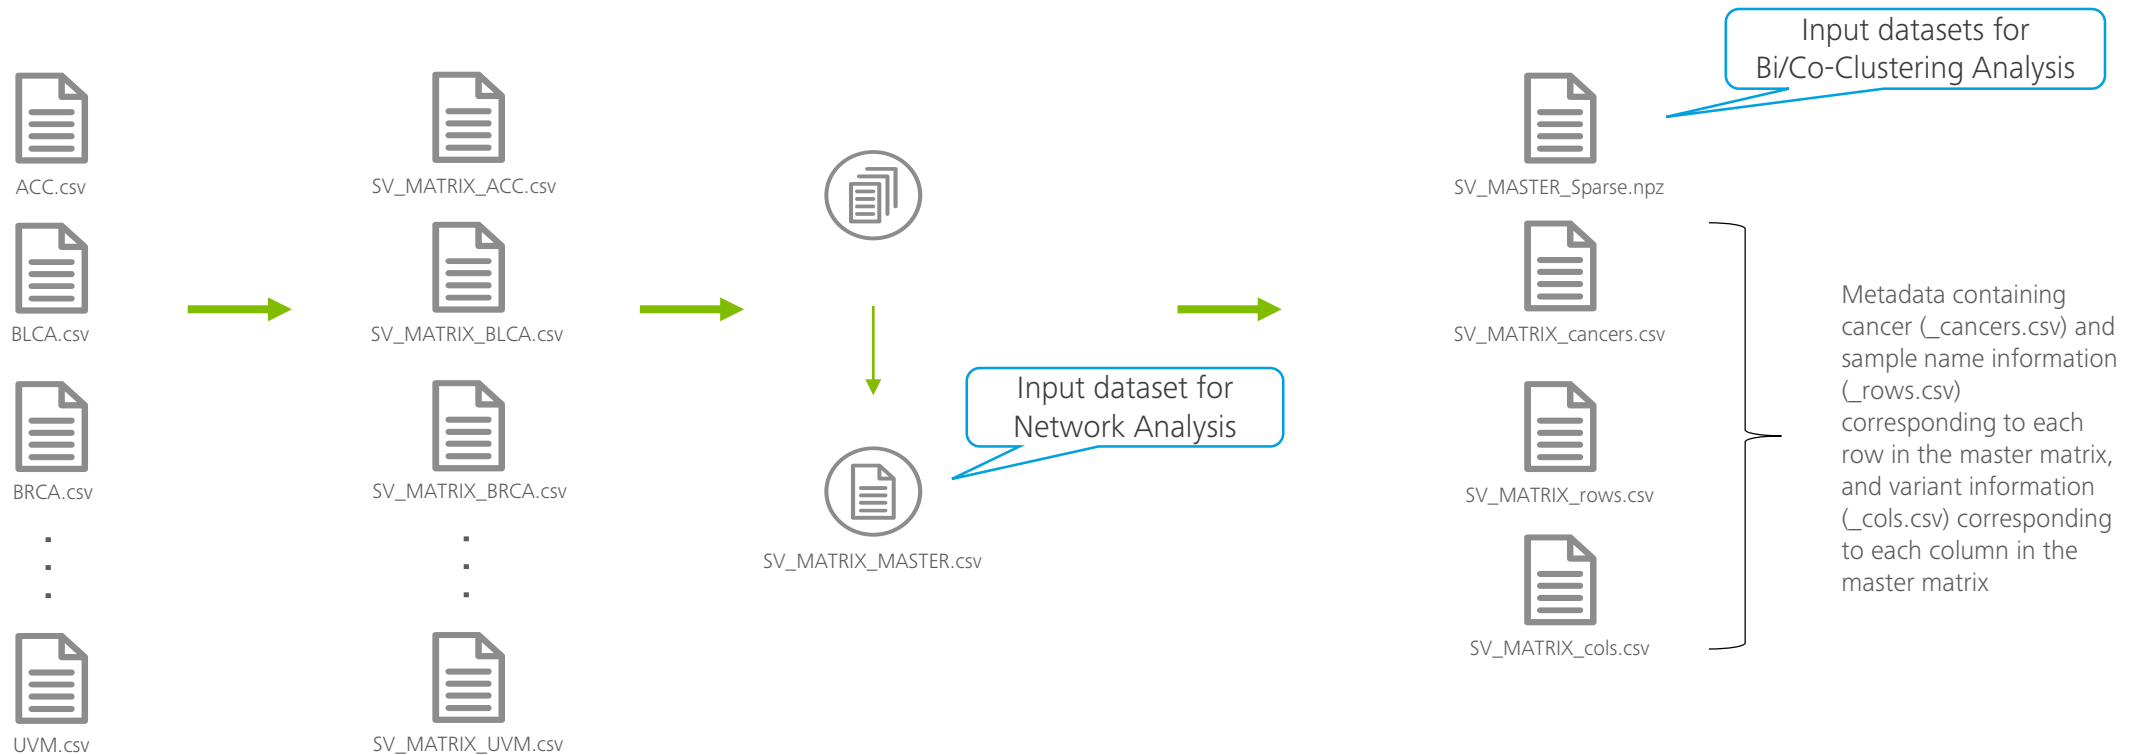 ACC.csv
BLCA.csv
BRCA.csv
.
.
.
UVM.csv
SV_MATRIX_ACC.csv
SV_MATRIX_BLCA.csv
SV_MATRIX_BRCA.csv
.
.
.
SV_MATRIX_UVM.csv
SV_MATRIX_MASTER.csv
Input dataset for
Network Analysis
Input datasets for
Bi/Co-Clustering Analysis
SV_MASTER_Sparse.npz
SV_MATRIX_cancers.csv
SV_MATRIX_rows.csv
SV_MATRIX_cols.csv
Metadata containing
cancer (_cancers.csv) and
sample name information
(_rows.csv)
corresponding to each
row in the master matrix,
and variant information
(_cols.csv) corresponding
to each column in the
master matrix